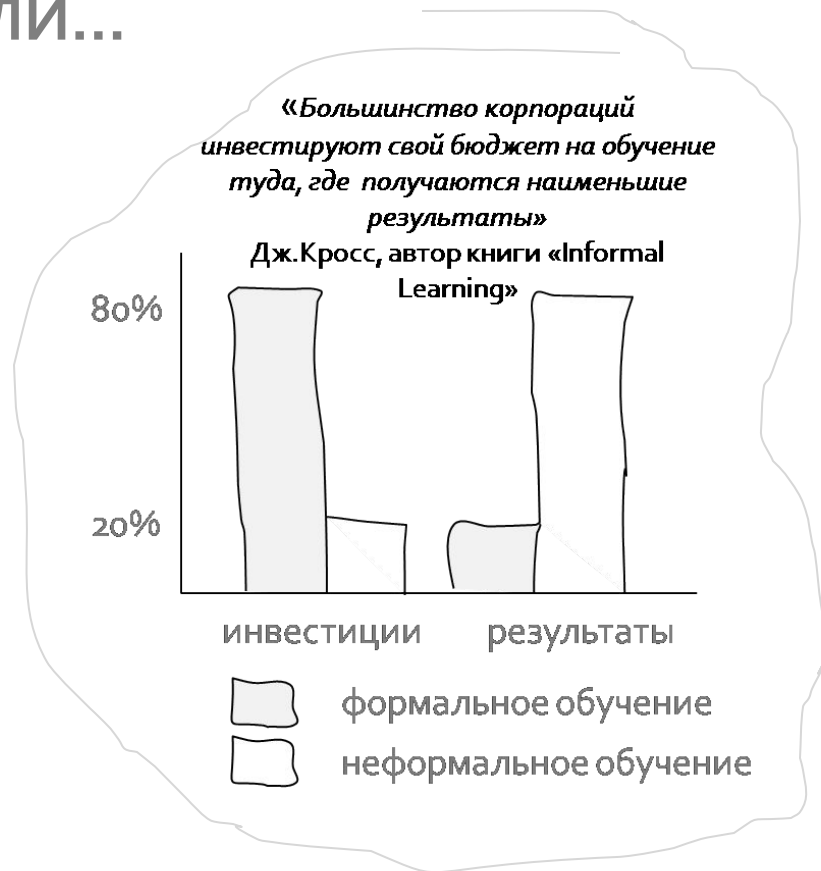 ЛИ...
«Большинство корпораций
инвестируют свой бюджет на обучение
туда, где получаются наименьшие
результаты»
Дж.Кросс, автор книги «Informal
Learning»
80%
20%
инвестиции результаты
формальное обучение
неформальное обучение